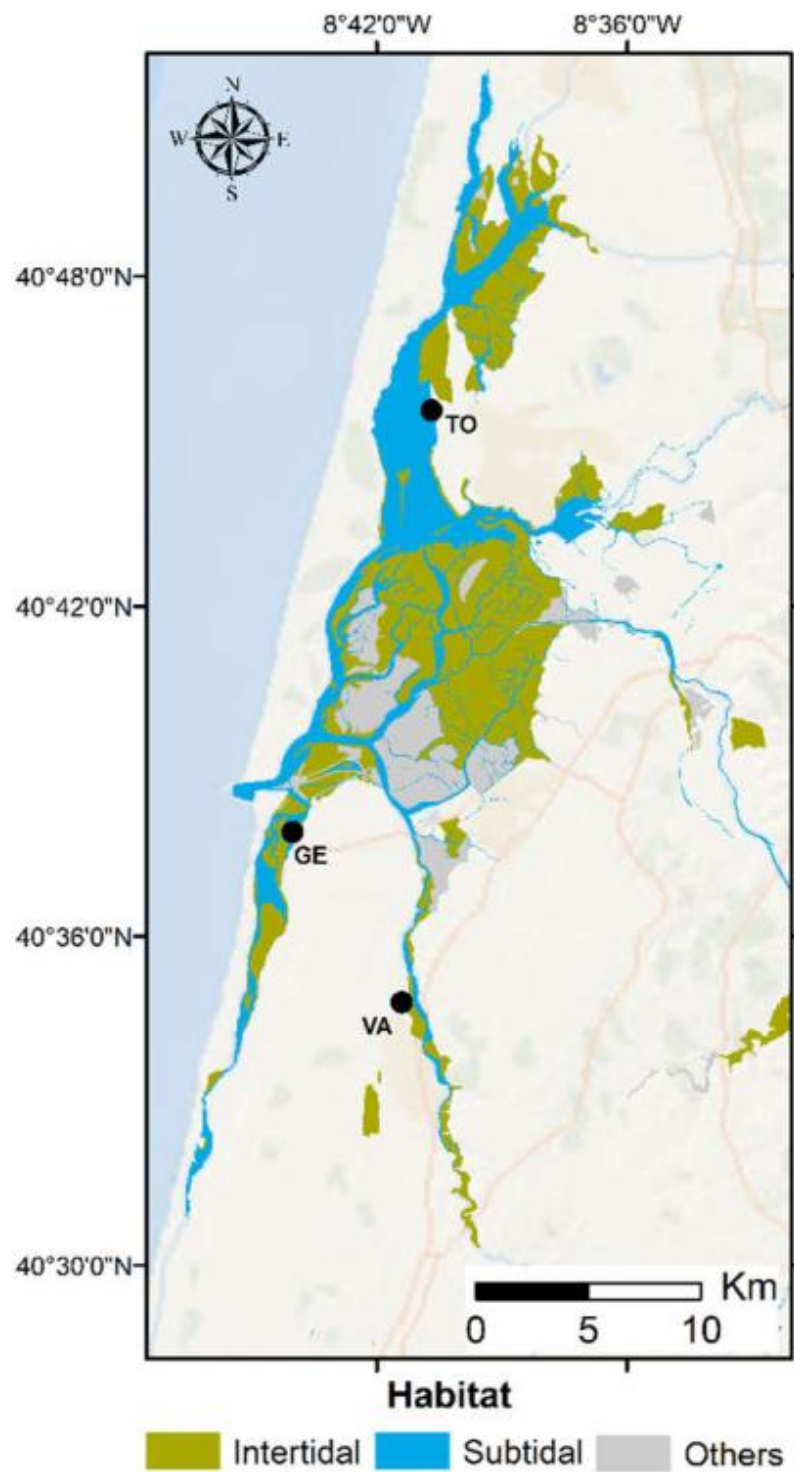 8°42'0"W 8°36'0"W
N
W E
S
40°48'0"N
TO
40°42'0"N
GE
40°36'0"N
VA
40°30'0"N
Km
0 5 10
Habitat
Intertidal Subtidal Others